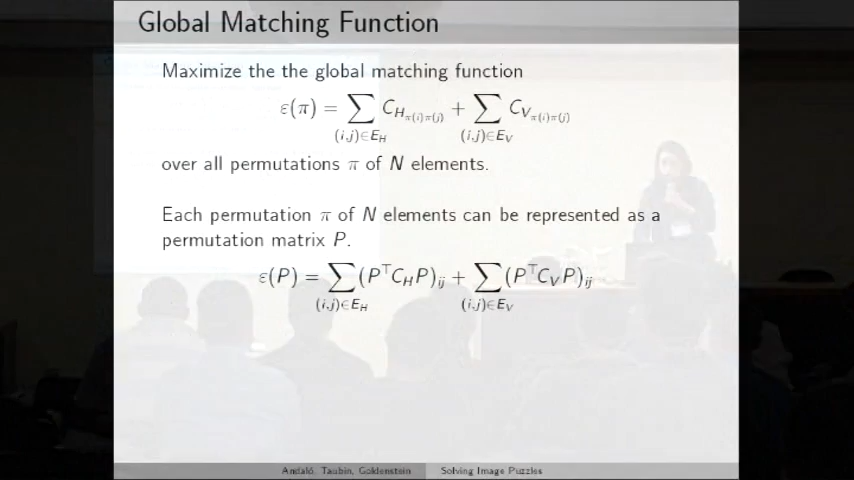 Global Matching Function
Maximize the the global matching function
ε(π) = ∑_{(i,j)∈E_H} C_{H_{π(i)π(j)}} + ∑_{(i,j)∈E_V} C_{V_{π(i)π(j)}}
over all permutations π of N elements.
Each permutation π of N elements can be represented as a
permutation matrix P.
ε(P) = ∑_{(i,j)∈E_H} (P^⊤C_H P)_{ij} + ∑_{(i,j)∈E_V} (P^⊤C_V P)_{ij}
Andaló, Taubin, Goldenstein Solving Image Puzzles